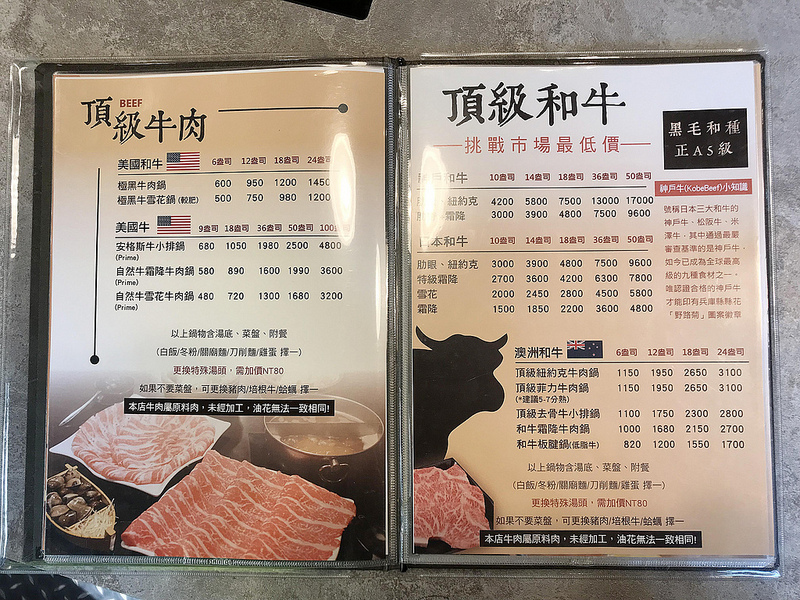 頂級牛肉
BEEF
美國和牛 6盎司 12盎司 18盎司 24盎司
極黑牛肉鍋 600 950 1200 1450
極黑牛雪花鍋(較肥) 500 750 980 1200
美國牛 9盎司 18盎司 36盎司 50盎司
安格斯牛小排鍋 680 1050 1980 2500 4800
(Prime)
自然牛霜降牛肉鍋 580 890 1600 1990 3600
(Prime)
自然牛雪花牛肉鍋 480 720 1300 1680 3200
(Prime)
以上鍋物含湯底、菜盤、附餐
(白飯/冬粉/關廟麵/刀削麵/雞蛋 擇一)
更換特殊湯頭，需加價NT80
如果不要菜盤，可更換豬肉/培根牛/蛤蠣 擇一
本店牛肉屬原料肉，未經加工，油花無法一致相同!
頂級和牛
挑戰市場最低價
黑毛和種
正A5級
和牛 10盎司 14盎司 18盎司 36盎司 50盎司
紐約克 4200 5800 7500 13000 17000
霜降 3000 3900 4800 7500 9600
日本和牛 10盎司 14盎司 18盎司 36盎司 50盎司
肋眼、紐約克 3000 3900 4800 7500 9600
特級霜降 2700 3600 4200 6300 7800
雪花 2000 2450 2800 4500 5800
霜降 1500 1850 2200 3600 4800
神戶牛(KobeBeef)小知識
號稱日本三大和牛的
神戶牛、松阪牛、米
澤牛，其中通過最嚴
審查基準的是神戶牛，
如今已成為全球最高
級的九種食材之一。
唯認證合格的神戶牛
才能印有兵庫縣縣花
「野路菊」圖案徽章
澳洲和牛 6盎司 12盎司 18盎司 24盎司
頂級紐約克牛肉鍋 1150 1950 2650 3100
頂級菲力牛肉鍋 1150 1950 2650 3100
(*建議5-7分熟)
頂級去骨牛小排鍋 1100 1750 2300 2800
和牛霜降牛肉鍋 1000 1680 2150 2700
和牛板腱鍋(低脂牛) 820 1200 1550 1700
以上鍋物含湯底、菜盤、附餐
(白飯/冬粉/關廟麵/刀削麵/雞蛋 擇一)
更換特殊湯頭，需加價NT80
如果不要菜盤，可更換豬肉/培根牛/蛤蠣 擇一
本店牛肉屬原料肉，未經加工，油花無法一致相同!